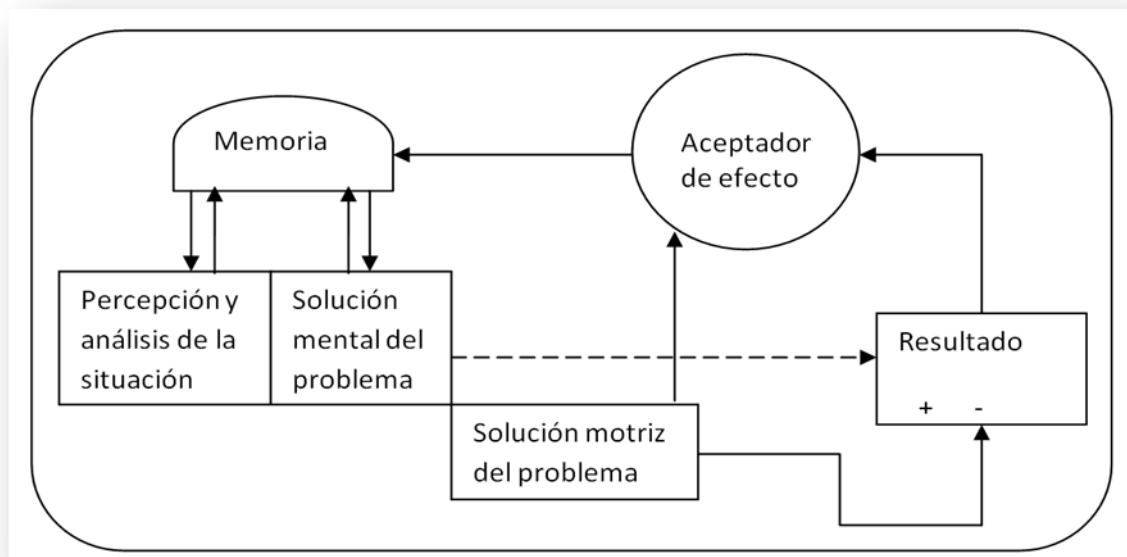 Memoria
Aceptador
de efecto
Percepción y
análisis de la
situación
Solución
mental del
problema
Resultado
+ -
Solución motriz
del problema